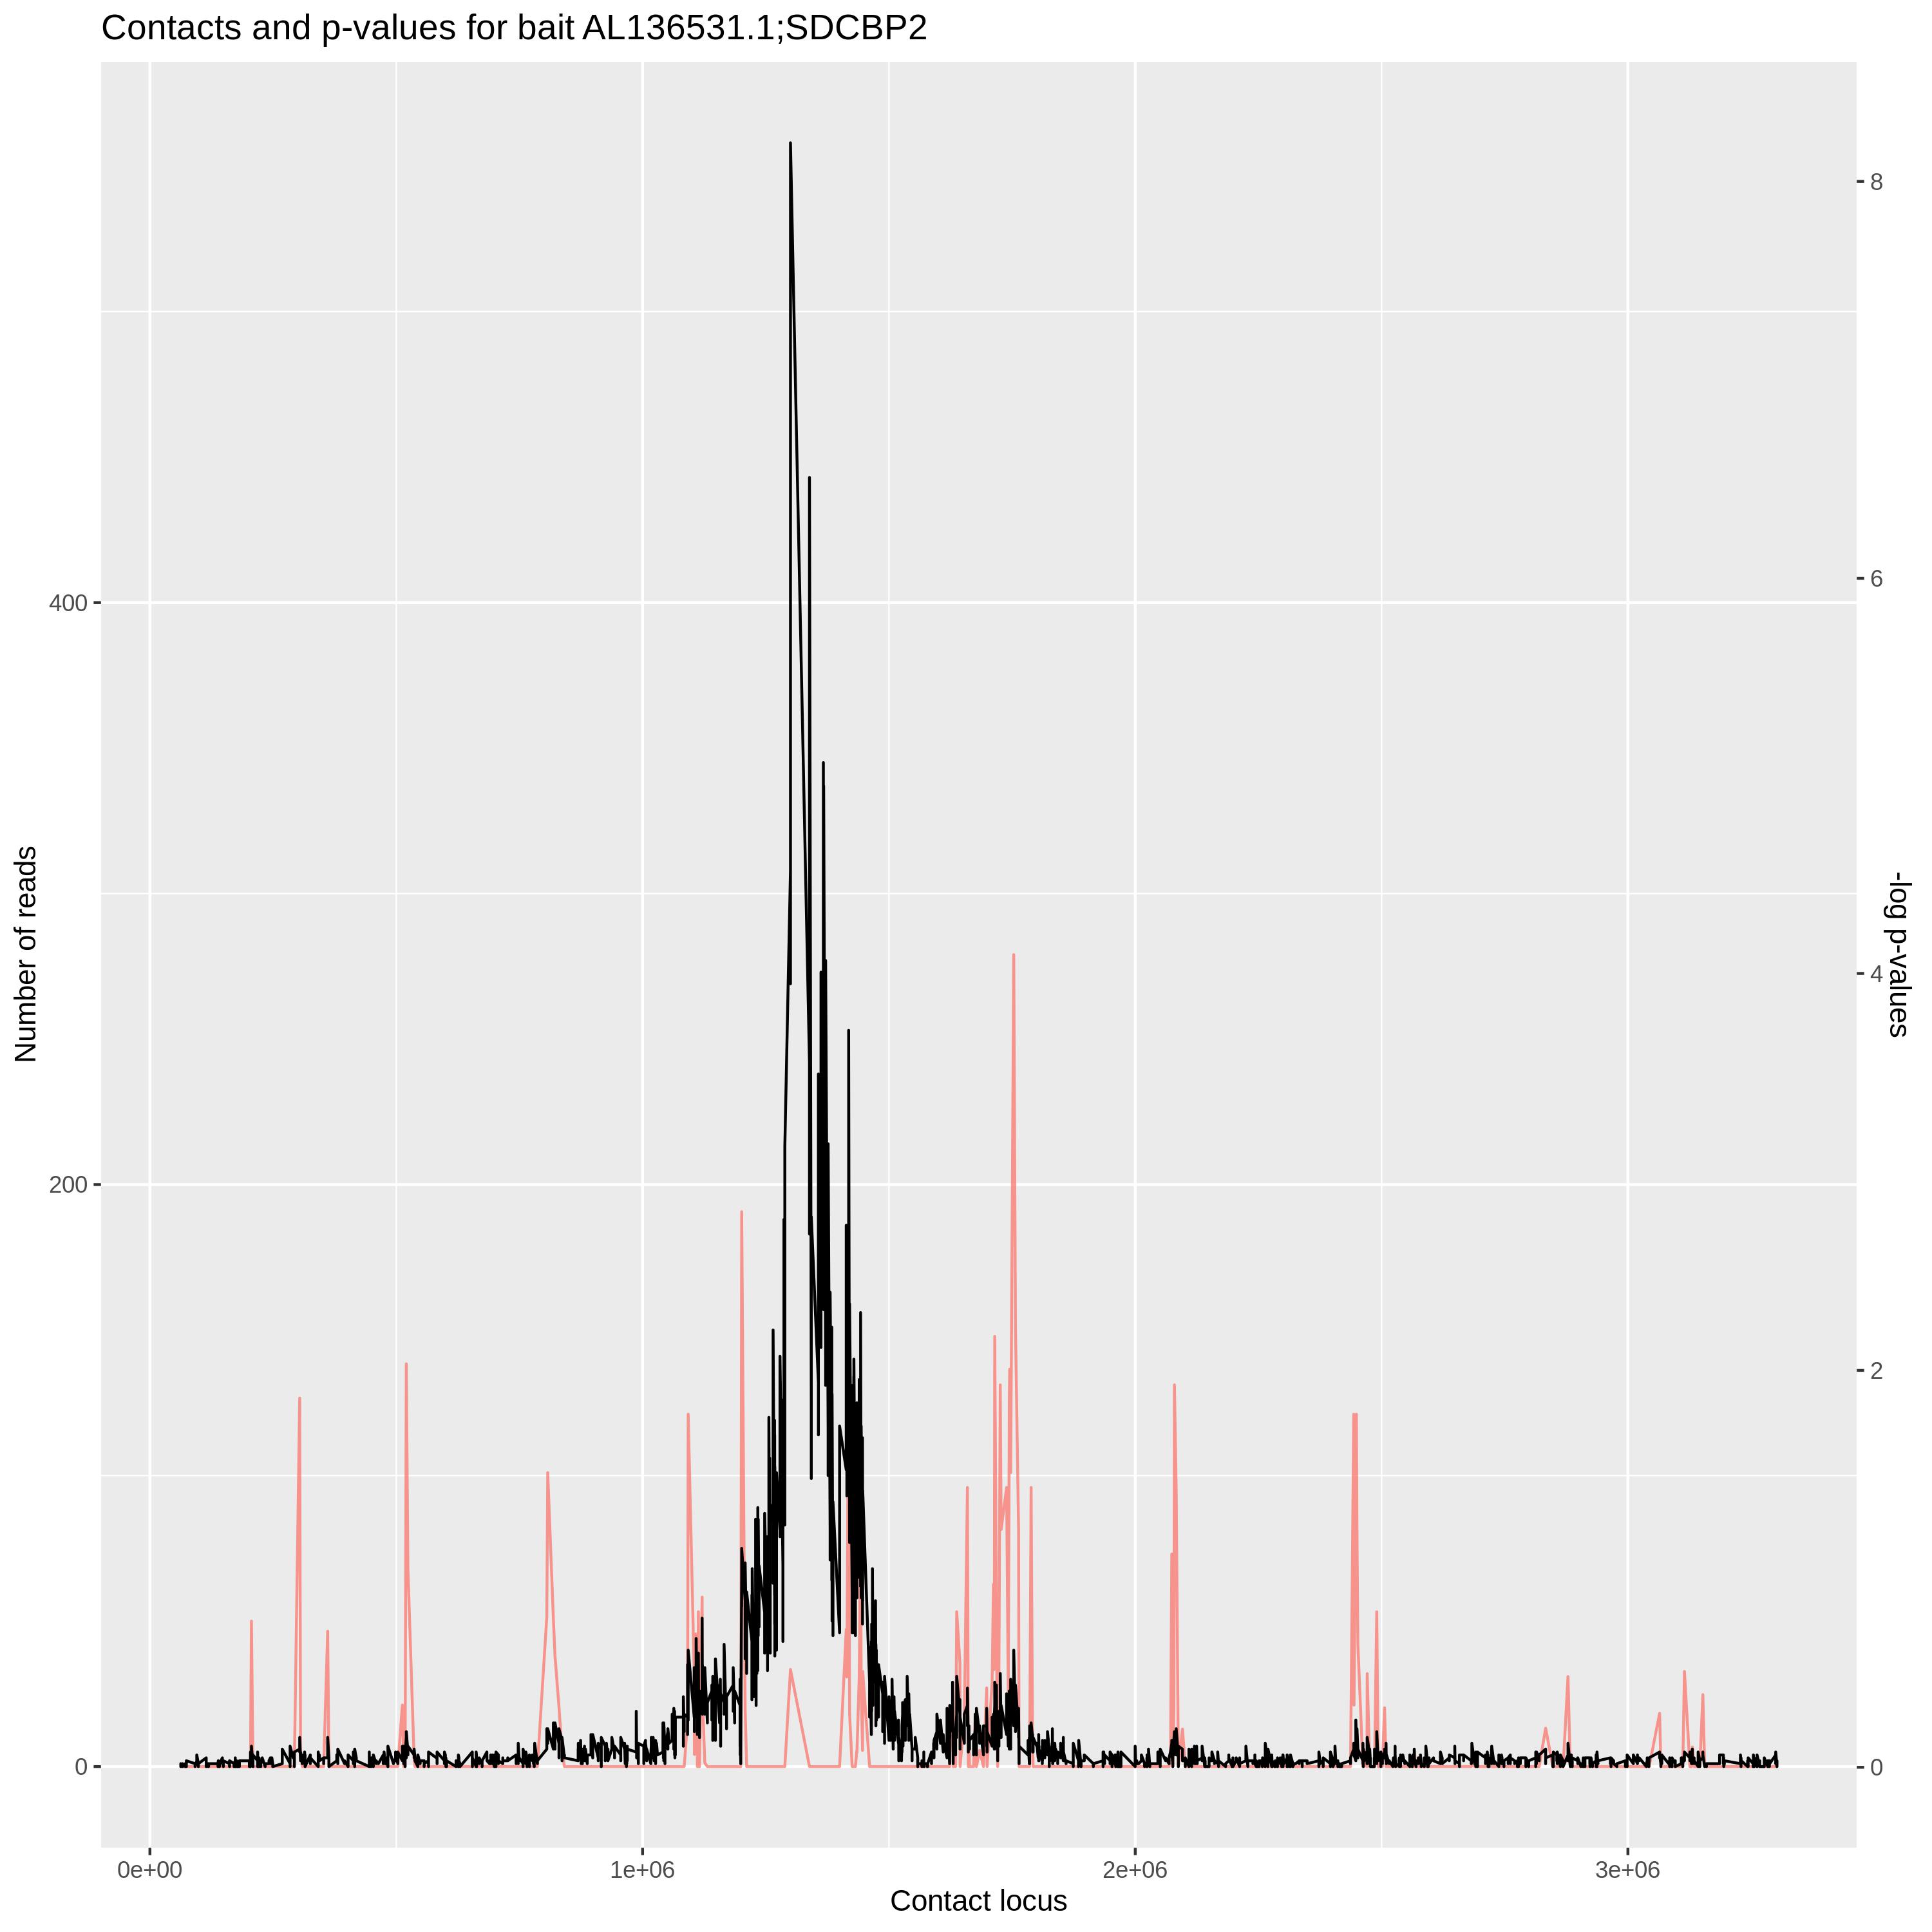 Contacts and p-values for bait AL136531.1;SDCBP2
8
6
400
Number of reads
-log p-values
4
200
2
0
0
0e+00
1e+06
2e+06
3e+06
Contact locus